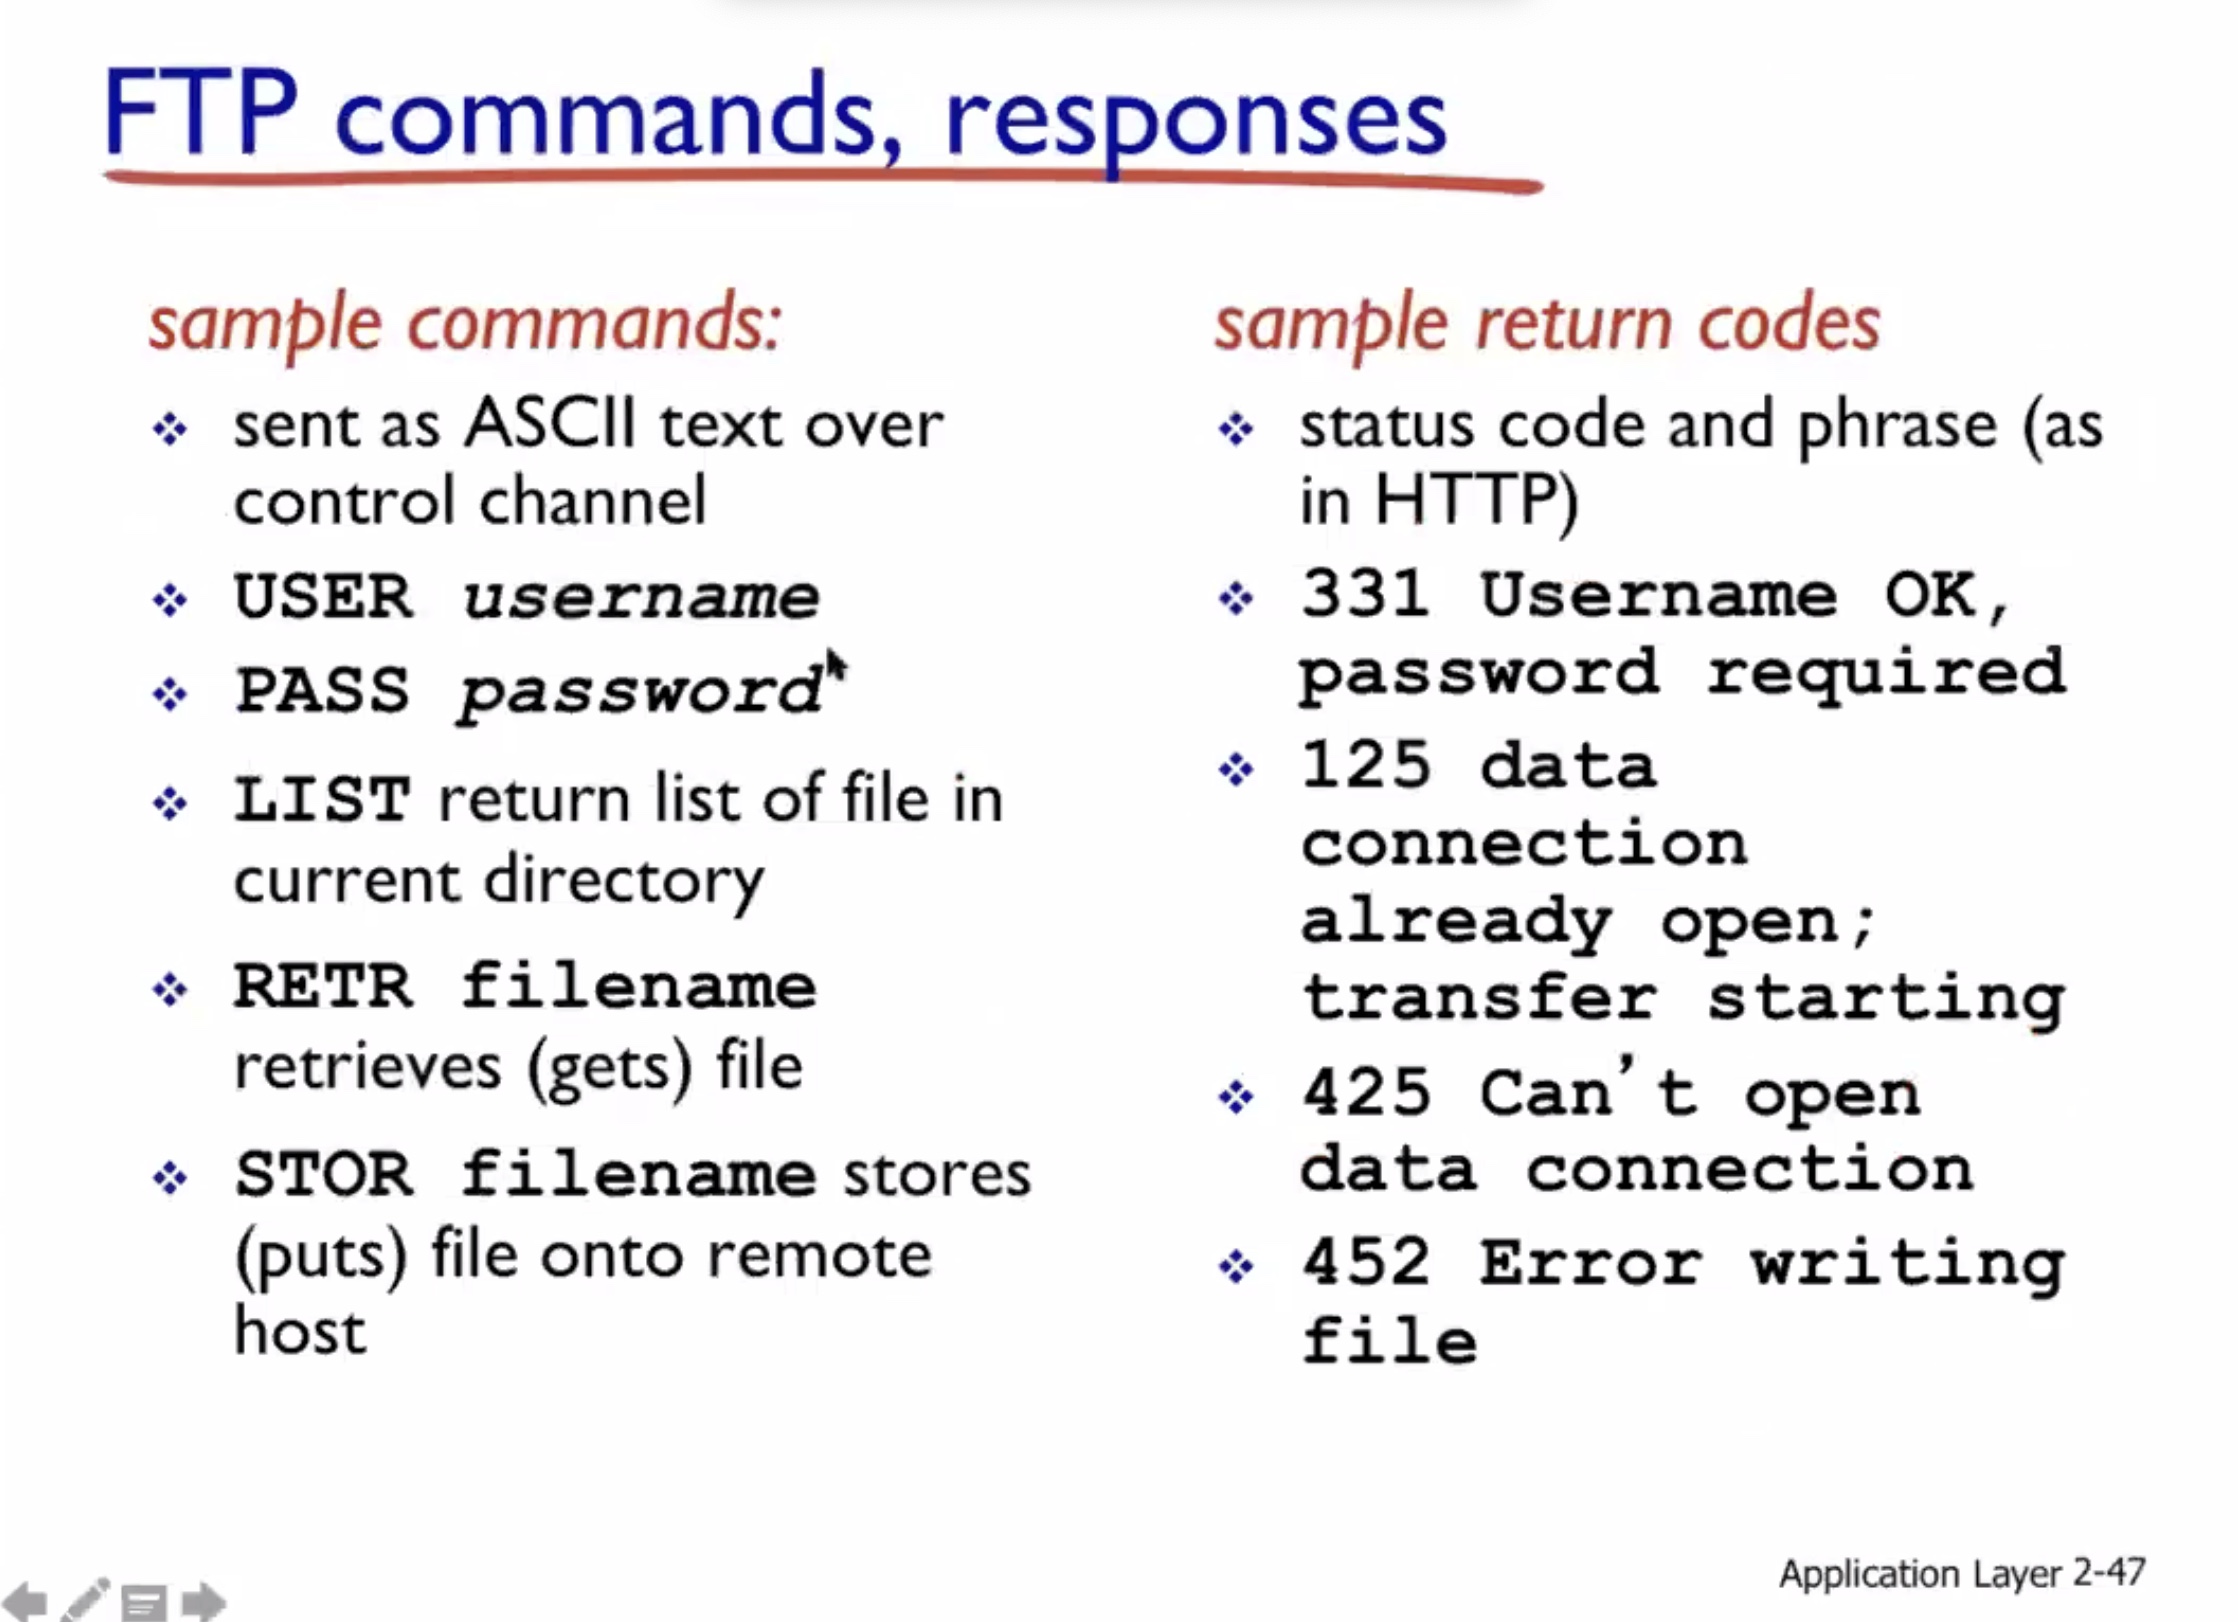 FTP commands, responses
sample commands:
❖ sent as ASCII text over
control channel
❖ USER username
❖ PASS password
❖ LIST return list of file in
current directory
❖ RETR filename
retrieves (gets) file
❖ STOR filename stores
(puts) file onto remote
host
sample return codes
❖ status code and phrase (as
in HTTP)
❖ 331 Username OK,
password required
❖ 125 data
connection
already open;
transfer starting
❖ 425 Can’t open
data connection
❖ 452 Error writing
file
Application Layer 2-47